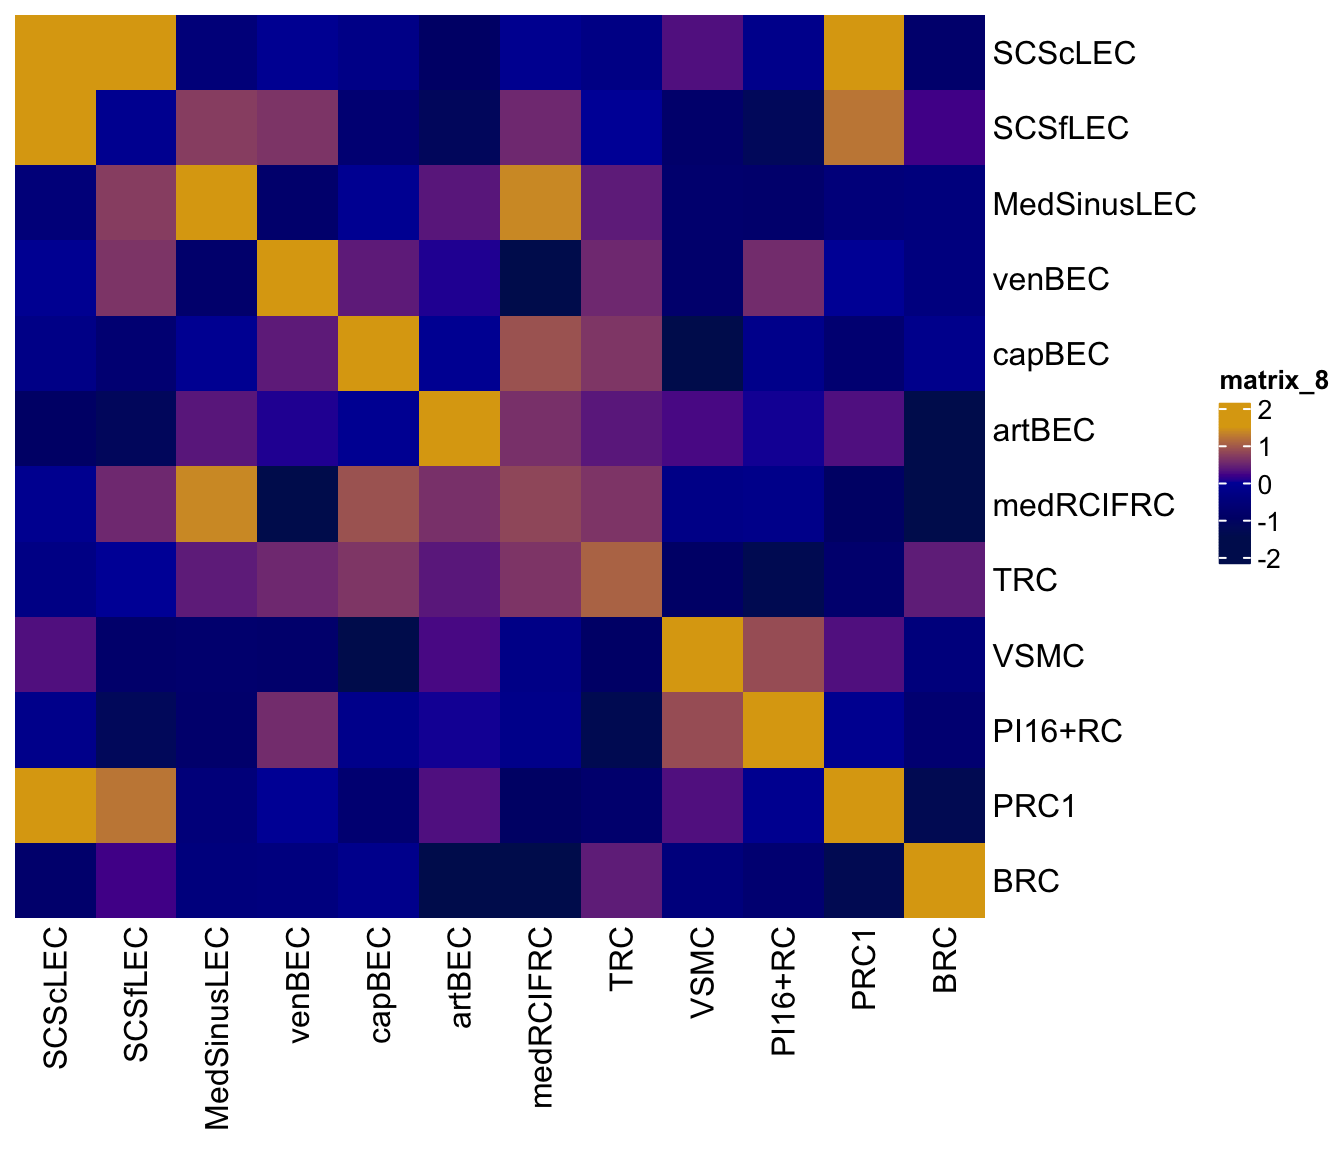 SCScLEC
SCSfLEC
MedSinusLEC
venBEC
capBEC
artBEC
medRCIFRC
TRC
VSMC
PI16+RC
PRC1
BRC
matrix_8
2
1
0
-1
-2
SCScLEC
SCSfLEC
MedSinusLEC
venBEC
capBEC
artBEC
medRCIFRC
TRC
VSMC
PI16+RC
PRC1
BRC